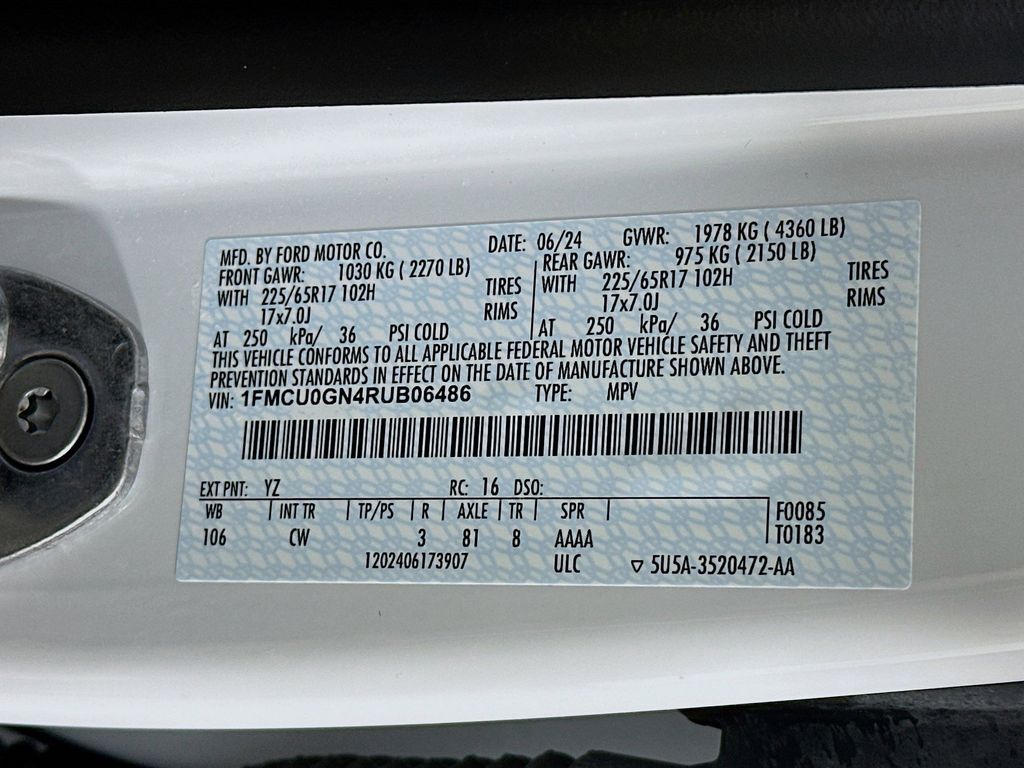 MFD. BY FORD MOTOR CO. DATE: 06/24 GVWR: 1978 KG ( 4360 LB)
FRONT GAWR: 1030 KG ( 2270 LB) REAR GAWR: 975 KG ( 2150 LB)
WITH 225/65R17 102H TIRES WITH 225/65R17 102H TIRES
17x7.0J RIMS 17x7.0J RIMS
AT 250 kPa/ 36 PSI COLD AT 250 kPa/ 36 PSI COLD
THIS VEHICLE CONFORMS TO ALL APPLICABLE FEDERAL MOTOR VEHICLE SAFETY AND THEFT
PREVENTION STANDARDS IN EFFECT ON THE DATE OF MANUFACTURE SHOWN ABOVE.
VIN: 1FMCU0GN4RUB06486 TYPE: MPV
EXT PNT: YZ RC: 16 DSO:
WB | INT TR | TP/PS | R | AXLE | TR | SPR F0085
106 CW 3 81 8 AAAA T0183
1202406173907 ULC ▽ 5U5A-3520472-AA